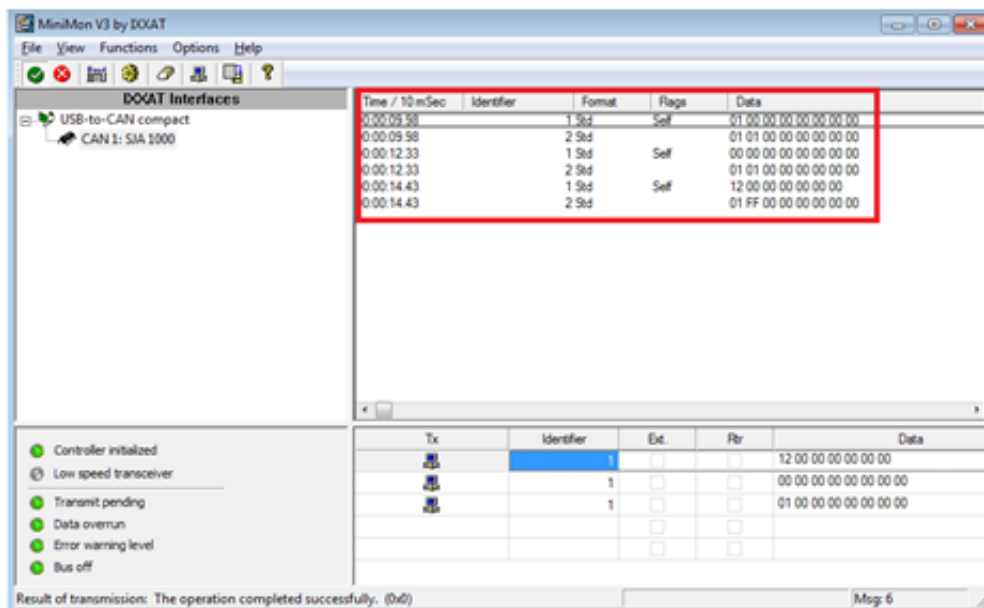 MiniMon V3 by IXXAT
File View Functions Options Help
IXXAT Interfaces
USB-to-CAN compact
CAN 1: SJA 1000
Time / 10 mSec Identifier Format Flags Data
0:00:09.98 1 Std Self 01 00 00 00 00 00 00 00
0:00:09.98 2 Std 01 01 00 00 00 00 00 00
0:00:12.33 1 Std Self 00 00 00 00 00 00 00 00
0:00:12.33 2 Std 01 01 00 00 00 00 00 00
0:00:14.43 1 Std Self 12 00 00 00 00 00 00
0:00:14.43 2 Std 01 FF 00 00 00 00 00 00
Controller initialized
Low speed transceiver
Transmit pending
Data overrun
Error warning level
Bus off
Tx Identifier Ext. Rtr Data
1 12 00 00 00 00 00 00
1 00 00 00 00 00 00 00 00
1 01 00 00 00 00 00 00 00
Result of transmission: The operation completed successfully. (0x0)
Msg: 6